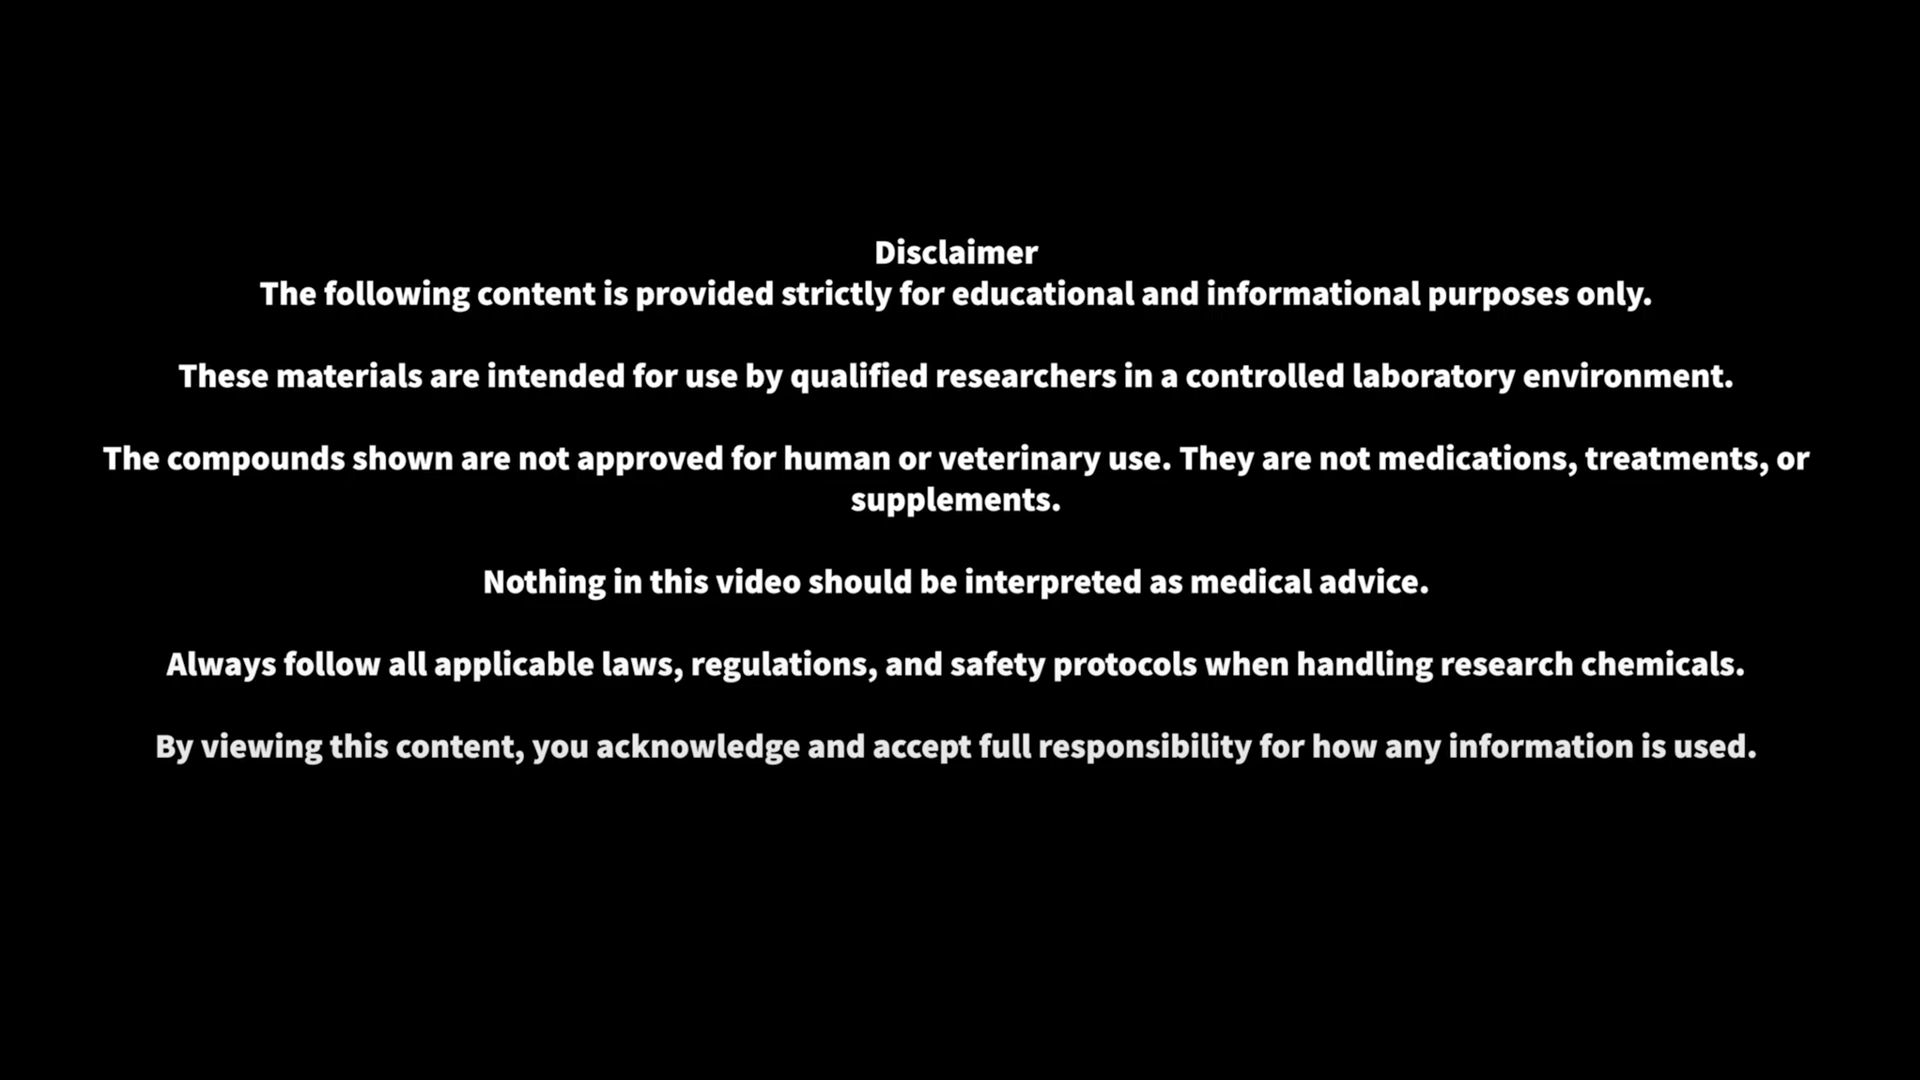 Disclaimer
The following content is provided strictly for educational and informational purposes only.
These materials are intended for use by qualified researchers in a controlled laboratory environment.
The compounds shown are not approved for human or veterinary use. They are not medications, treatments, or
supplements.
Nothing in this video should be interpreted as medical advice.
Always follow all applicable laws, regulations, and safety protocols when handling research chemicals.
By viewing this content, you acknowledge and accept full responsibility for how any information is used.